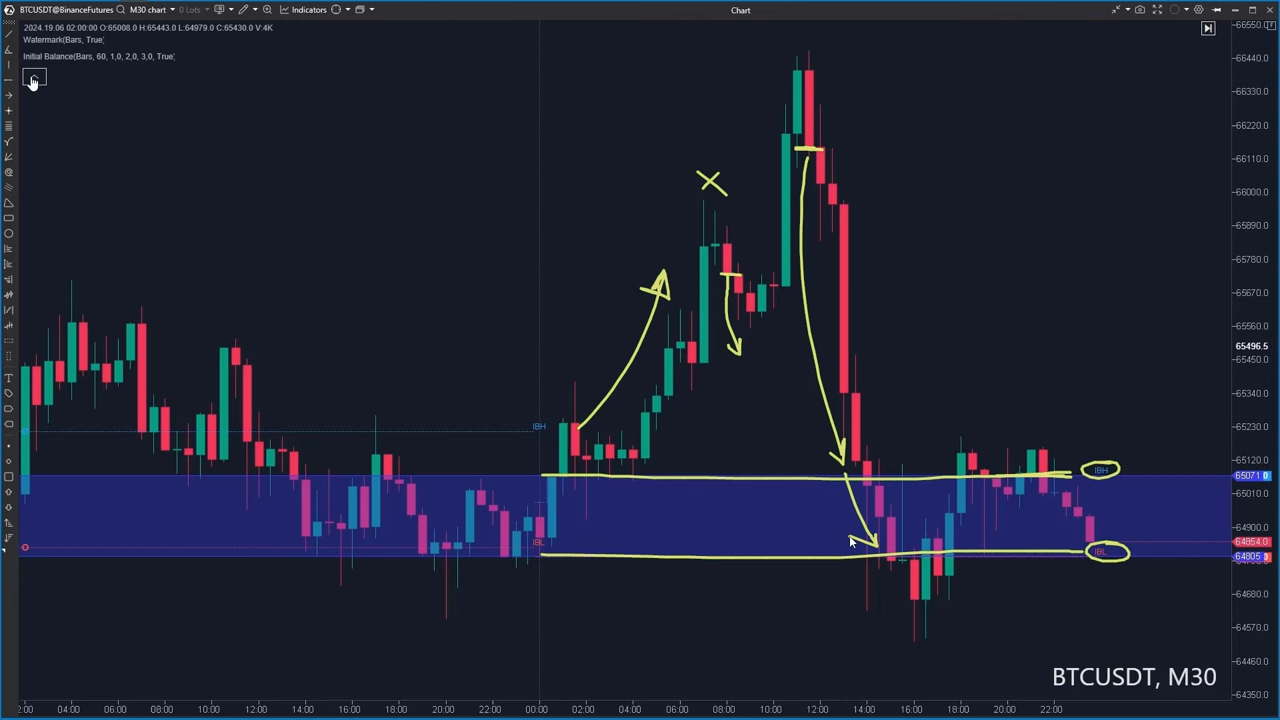 BTCUSDT@BinanceFutures M30 chart 0 Lots Indicators Chart
2024.19.06 02:00:00 O:65008.0 H:65443.0 L:64979.0 C:65430.0 V:4K
Watermark(Bars, True)
Initial Balance(Bars, 60, 1,0, 2,0, 3,0, True)
66550.0
66440.0
66330.0
66220.0
66110.0
66000.0
65890.0
65780.0
65670.0
65560.0
65496.5
65450.0
65340.0
IBH
65230.0
65120.0
IBH
65071.0
65010.0
64900.0
IBL
64854.0
IBL
64805
64680.0
64570.0
BTCUSDT, M30
64460.0
64350.0
2:00 04:00 06:00 08:00 10:00 12:00 14:00 16:00 18:00 20:00 22:00 00:00 02:00 04:00 06:00 08:00 10:00 12:00 14:00 16:00 18:00 20:00 22:00